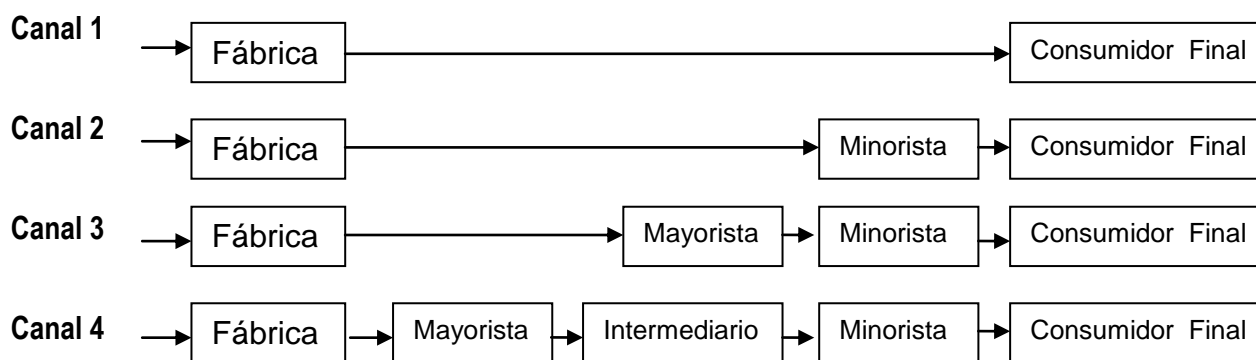 Canal 1 Fábrica Consumidor Final
Canal 2 Fábrica Minorista Consumidor Final
Canal 3 Fábrica Mayorista Minorista Consumidor Final
Canal 4 Fábrica Mayorista Intermediario Minorista Consumidor Final